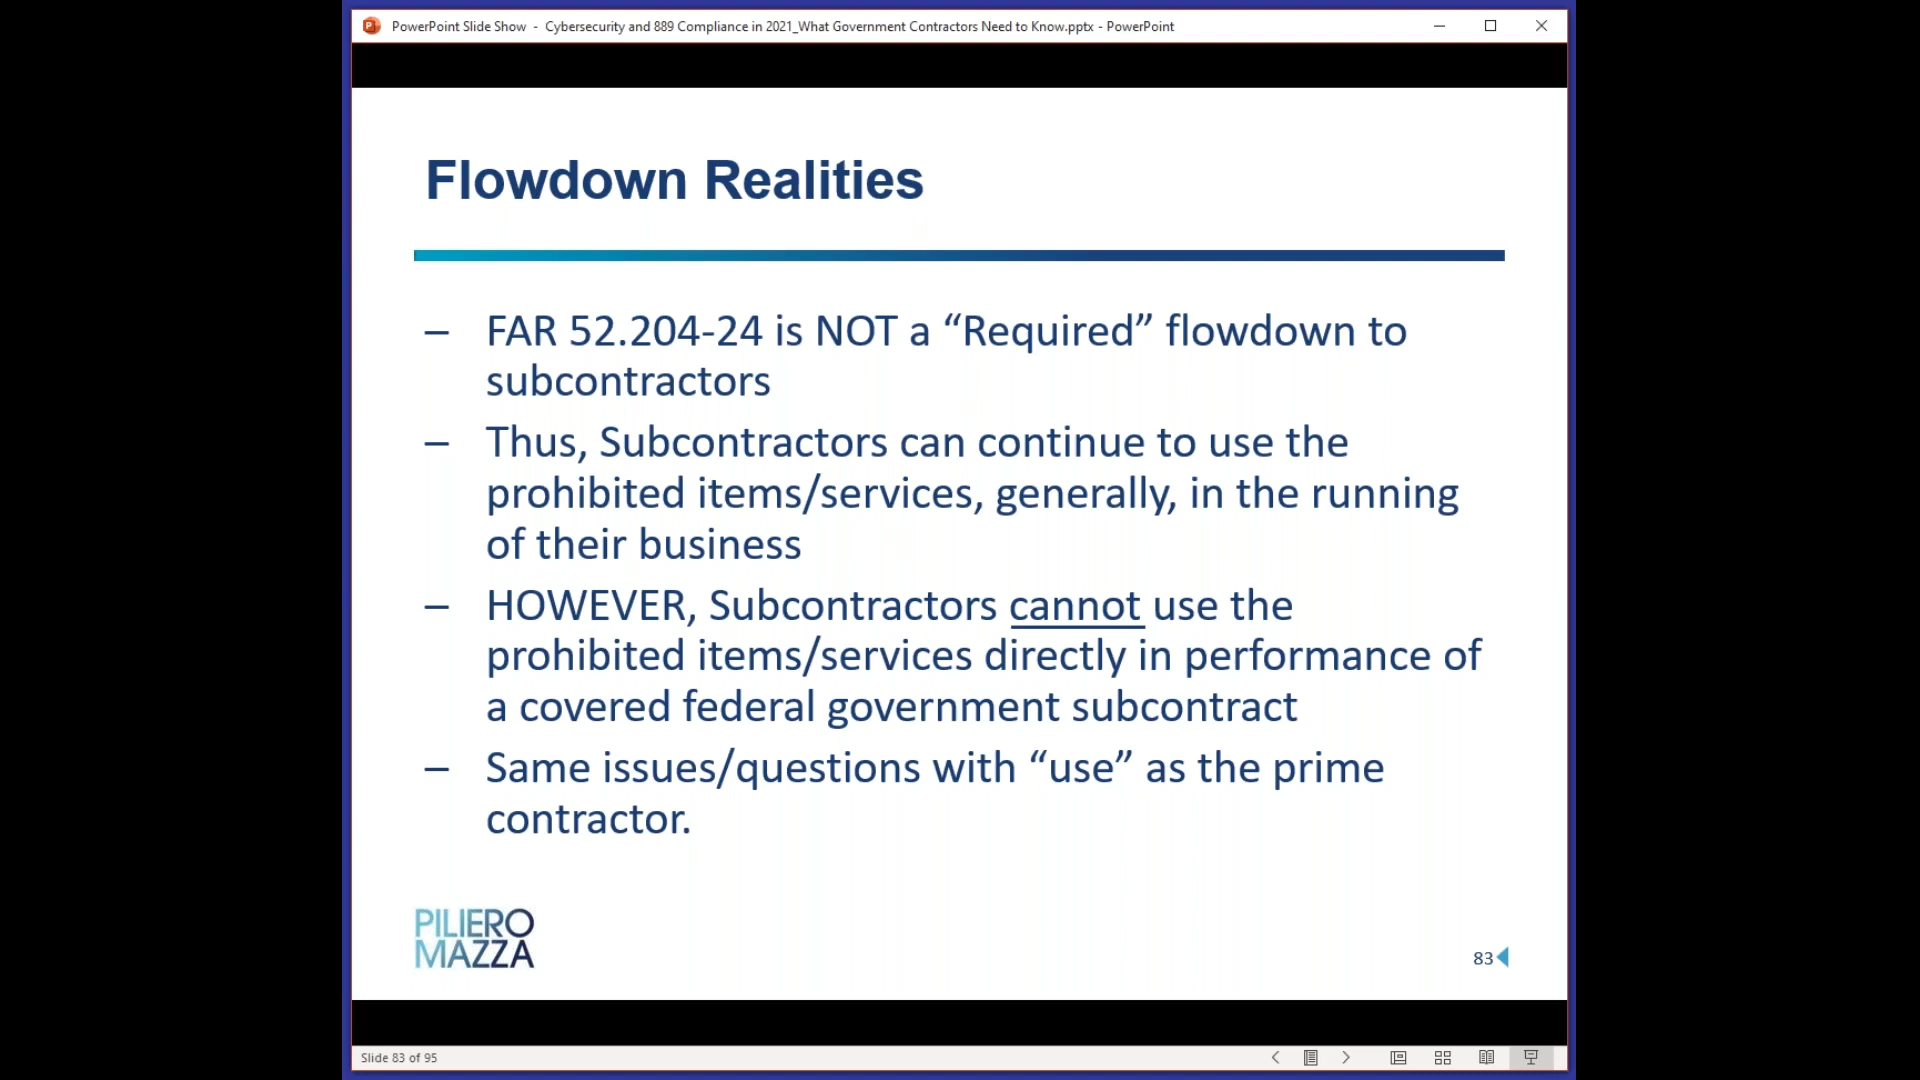 PowerPoint Slide Show - Cybersecurity and 889 Compliance in 2021_What Government Contractors Need to Know.pptx - PowerPoint
Flowdown Realities
– FAR 52.204-24 is NOT a “Required” flowdown to
subcontractors
– Thus, Subcontractors can continue to use the
prohibited items/services, generally, in the running
of their business
– HOWEVER, Subcontractors cannot use the
prohibited items/services directly in performance of
a covered federal government subcontract
– Same issues/questions with “use” as the prime
contractor.
PILIERO
MAZZA
83
Slide 83 of 95